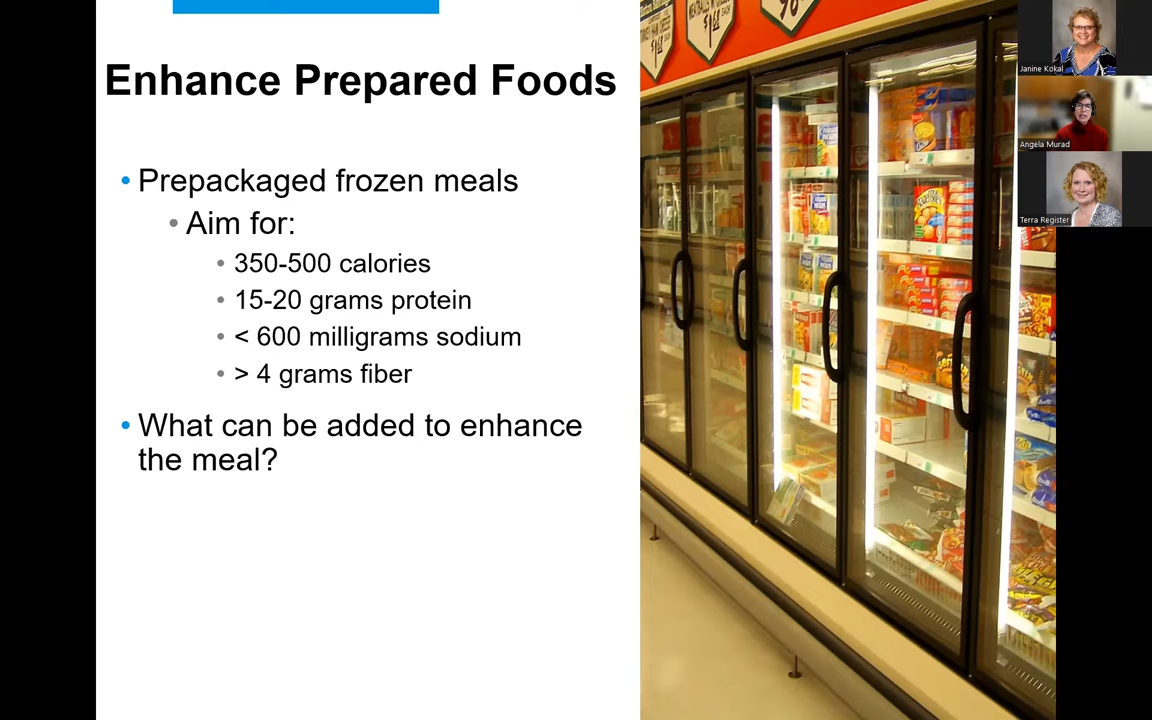 Enhance Prepared Foods
• Prepackaged frozen meals
• Aim for:
• 350-500 calories
• 15-20 grams protein
• < 600 milligrams sodium
• > 4 grams fiber
• What can be added to enhance
the meal?
Janine Kokal
Angela Murad
Terra Register